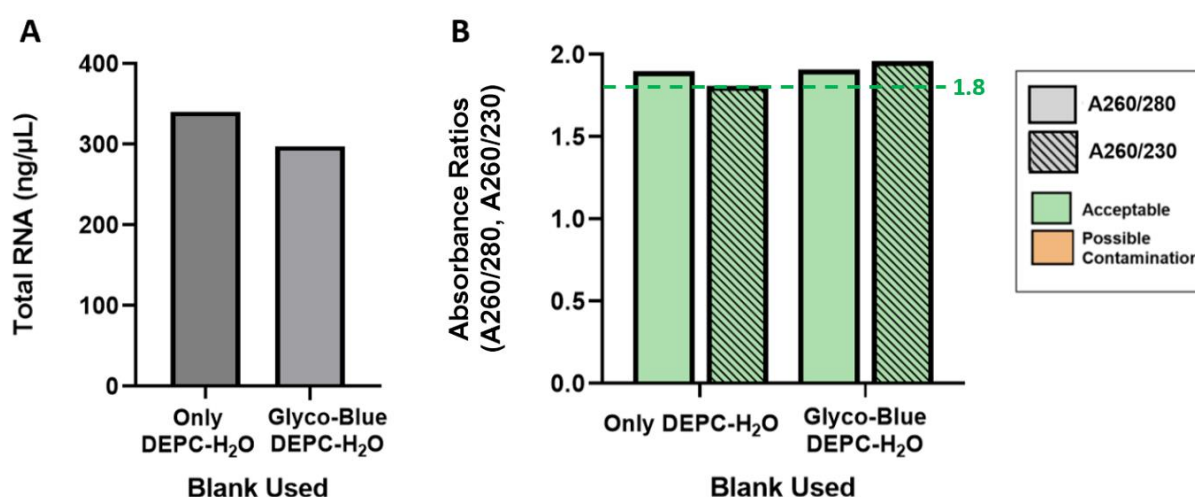 A
Total RNA (ng/µL)
400
300
200
100
0
Only
DEPC-H₂O
Glyco-Blue
DEPC-H₂O
Blank Used
B
Absorbance Ratios
(A260/280, A260/230)
2.0
1.5
1.0
0.5
0.0
1.8
Only DEPC-H₂O
Glyco-Blue
DEPC-H₂O
Blank Used
A260/280
A260/230
Acceptable
Possible
Contamination